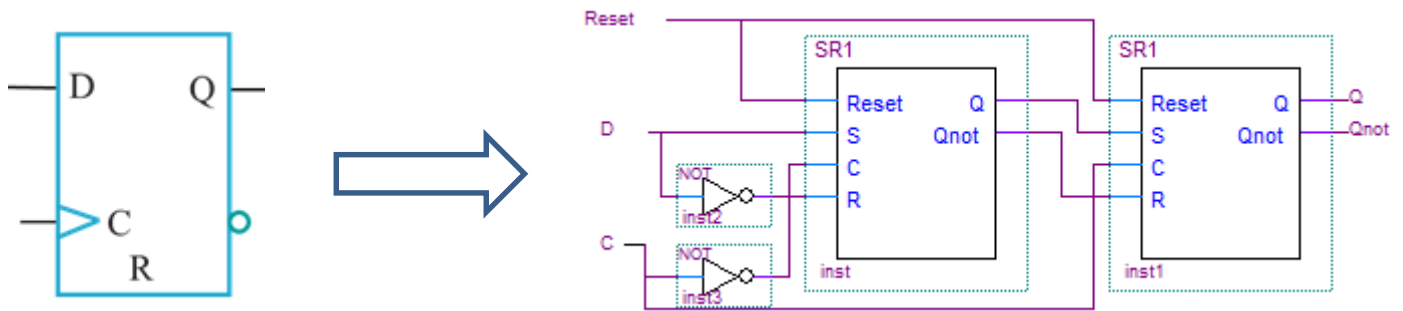 D Q
C
R
Reset
D
C
NOT
inst2
NOT
inst3
SR1
Reset Q
S Qnot
C
R
inst
SR1
Reset Q
S Qnot
C
R
inst1
Q
Qnot